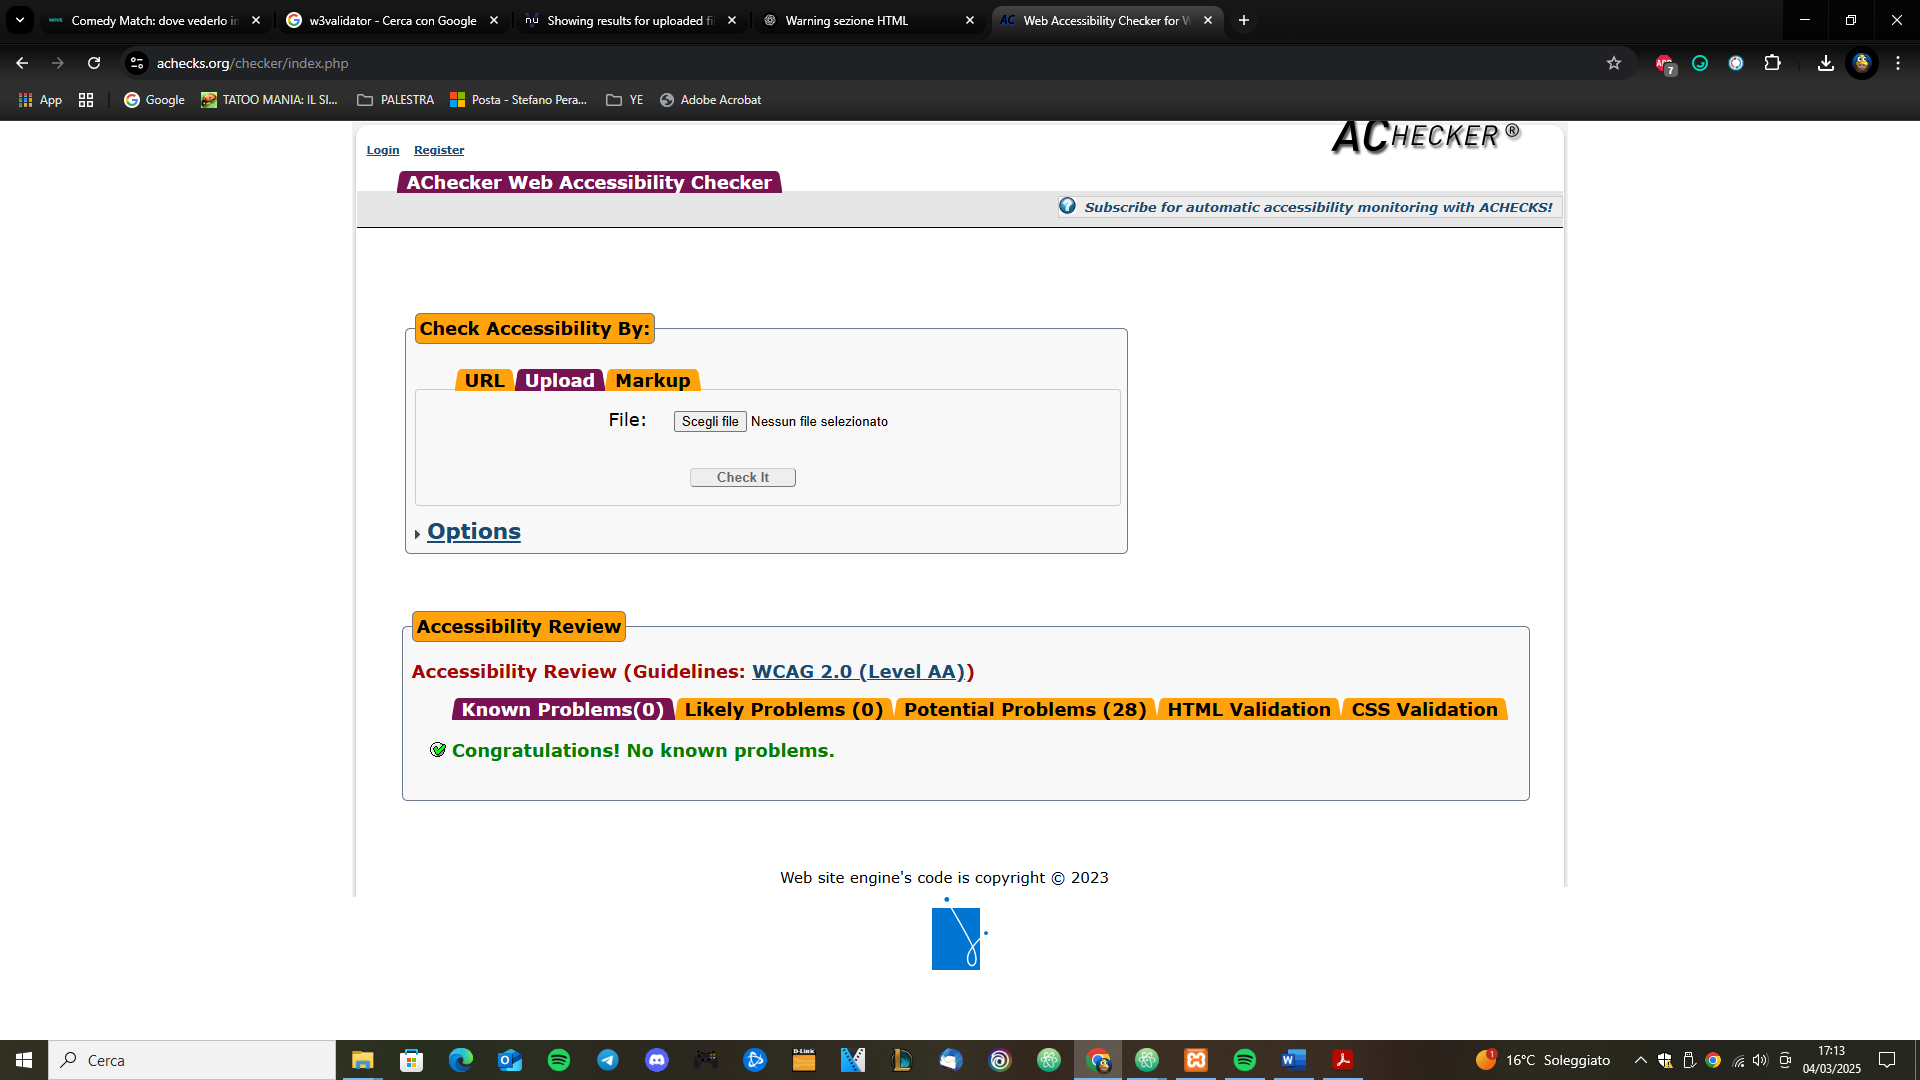 Comedy Match: dove vederlo in
w3validator - Cerca con Google
Showing results for uploaded fi
Warning sezione HTML
Web Accessibility Checker for W
achecks.org/checker/index.php
7
App
Google
TATOO MANIA: IL SI...
PALESTRA
Posta - Stefano Pera...
YE
Adobe Acrobat
Login Register
ACHECKER ®
AChecker Web Accessibility Checker
Subscribe for automatic accessibility monitoring with ACHECKS!
Check Accessibility By:
URL Upload Markup
File: Scegli file Nessun file selezionato
Check It
Options
Accessibility Review
Accessibility Review (Guidelines: WCAG 2.0 (Level AA))
Known Problems(0) Likely Problems (0) Potential Problems (28) HTML Validation CSS Validation
Congratulations! No known problems.
Web site engine's code is copyright © 2023
Cerca
D-Link
1
16°C Soleggiato
17:13
04/03/2025